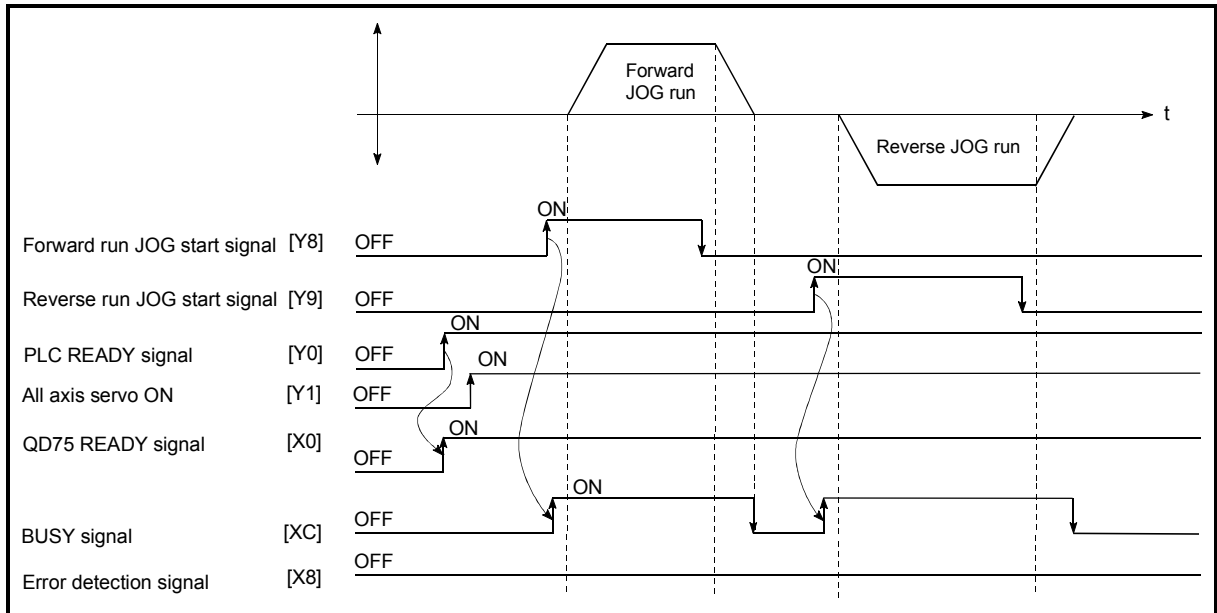 Forward
JOG run
t
Reverse JOG run
ON
Forward run JOG start signal [Y8] OFF
ON
Reverse run JOG start signal [Y9] OFF
ON
PLC READY signal [Y0] OFF
ON
All axis servo ON [Y1] OFF
ON
QD75 READY signal [X0] OFF
ON
BUSY signal [XC] OFF
Error detection signal [X8] OFF